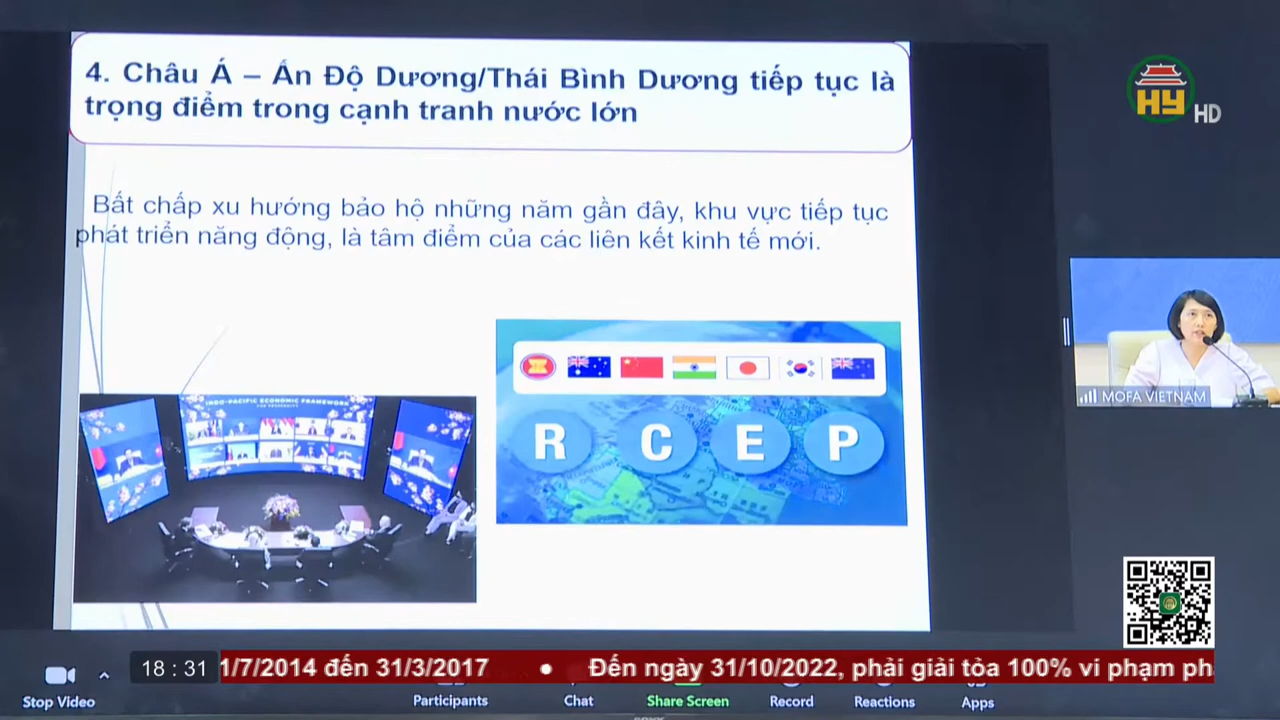 4. Châu Á – Ấn Độ Dương/Thái Bình Dương tiếp tục là
trọng điểm trong cạnh tranh nước lớn
HY HD
Bất chấp xu hướng bảo hộ những năm gần đây, khu vực tiếp tục
phát triển năng động, là tâm điểm của các liên kết kinh tế mới.
INDO-PACIFIC ECONOMIC FRAMEWORK
FOR PROSPERITY
R C E P
MOFA VIETNAM
18 : 31
1/7/2014 đến 31/3/2017 • Đến ngày 31/10/2022, phải giải tỏa 100% vi phạm ph
Stop Video
Participants
Chat
Share Screen
Record
Reactions
Apps